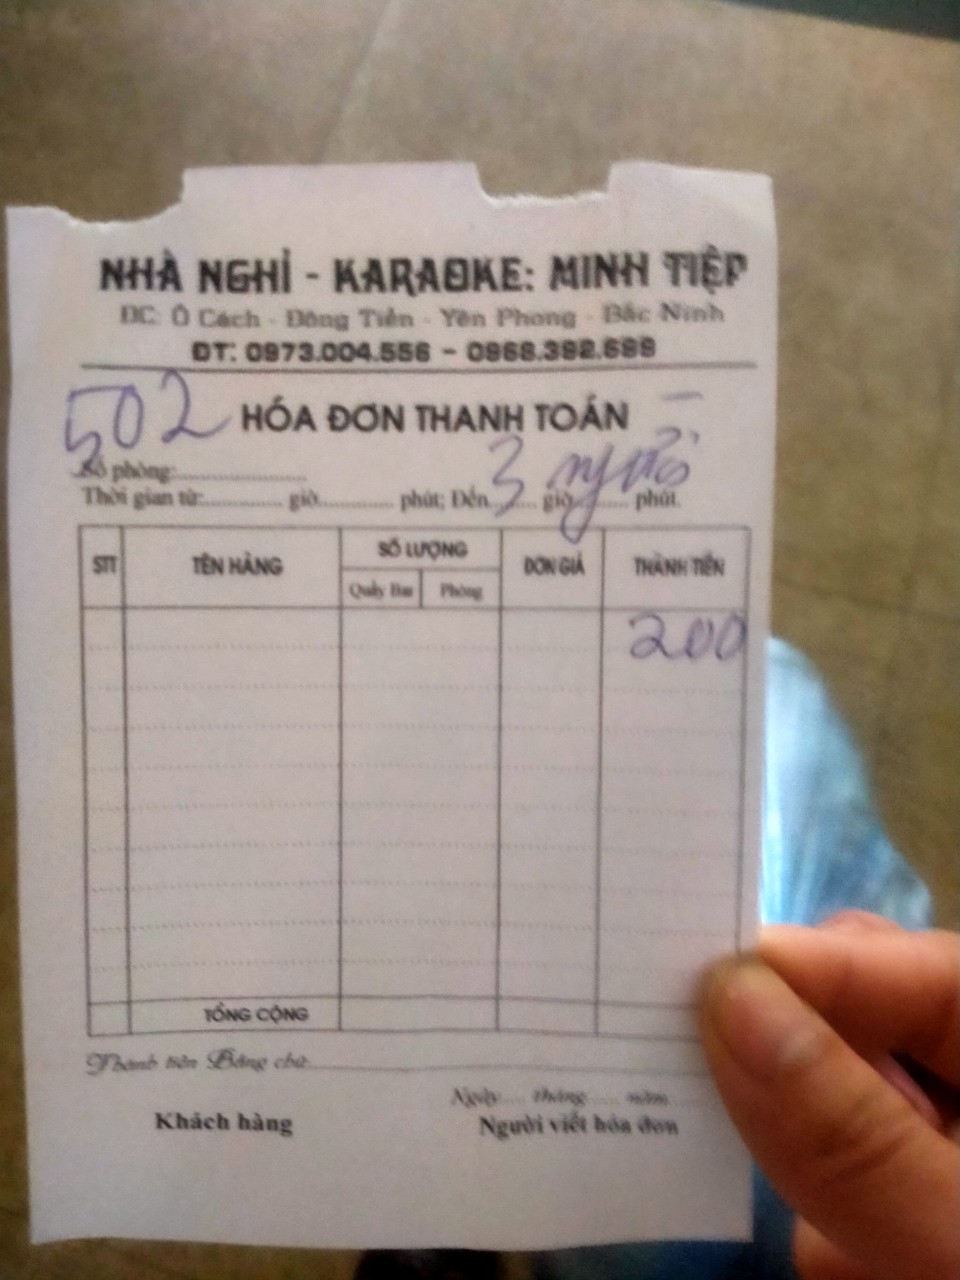 NHÀ NGHỈ - KARAOKE: MINH TIỆP
ĐC: Ô Cách - Đông Tiến - Yên Phong - Bắc Ninh
ĐT: 0973.004.556 - 0968.392.699
502 HÓA ĐƠN THANH TOÁN
Số phòng:
3 người
Thời gian từ: giờ phút; Đến giờ phút.
STT TÊN HÀNG SỐ LƯỢNG ĐƠN GIÁ THÀNH TIỀN
Quầy Bar Phòng
200
TỔNG CỘNG
Thành tiền Bằng chữ
Ngày tháng năm
Khách hàng Người viết hóa đơn